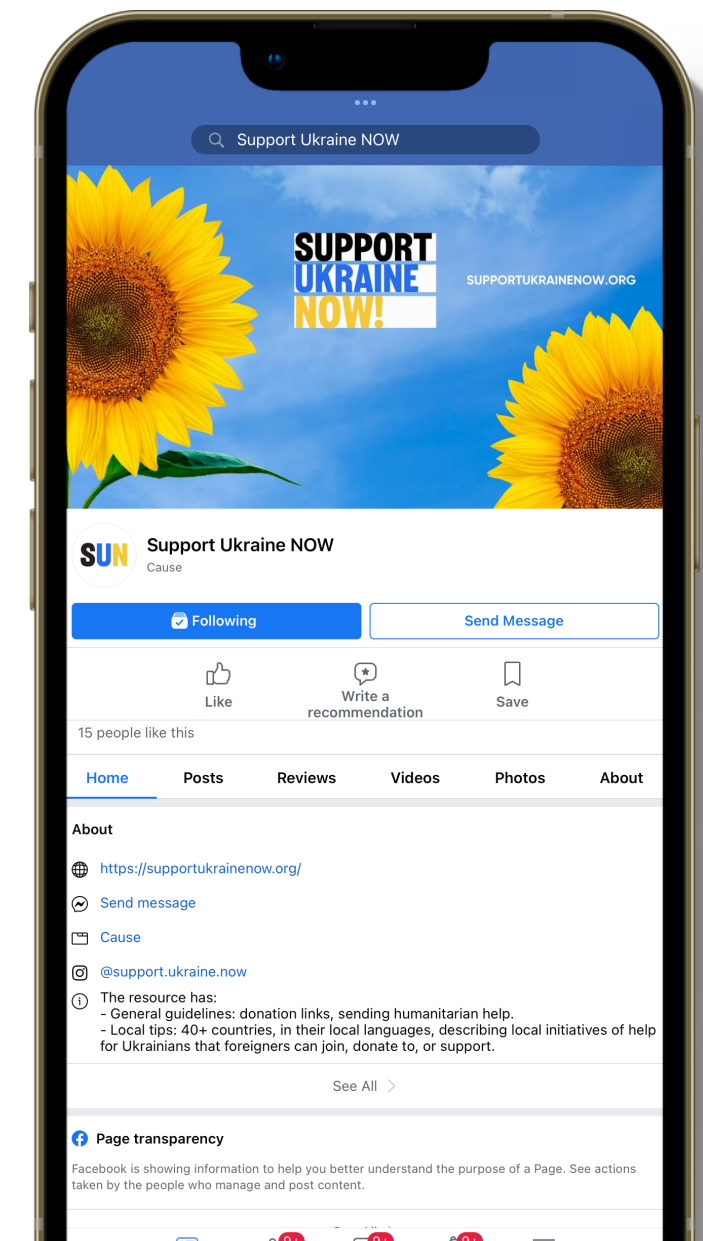 Support Ukraine NOW
SUPPORT
UKRAINE
NOW!
SUPPORTUKRAINENOW.ORG
SUN
Support Ukraine NOW
Cause
Following
Send Message
Like
Write a
recommendation
Save
15 people like this
Home Posts Reviews Videos Photos About
About
https://supportukrainenow.org/
Send message
Cause
@support.ukraine.now
The resource has:
- General guidelines: donation links, sending humanitarian help.
- Local tips: 40+ countries, in their local languages, describing local initiatives of help
for Ukrainians that foreigners can join, donate to, or support.
See All
Page transparency
Facebook is showing information to help you better understand the purpose of a Page. See actions
taken by the people who manage and post content.
9+ 9+ 9+